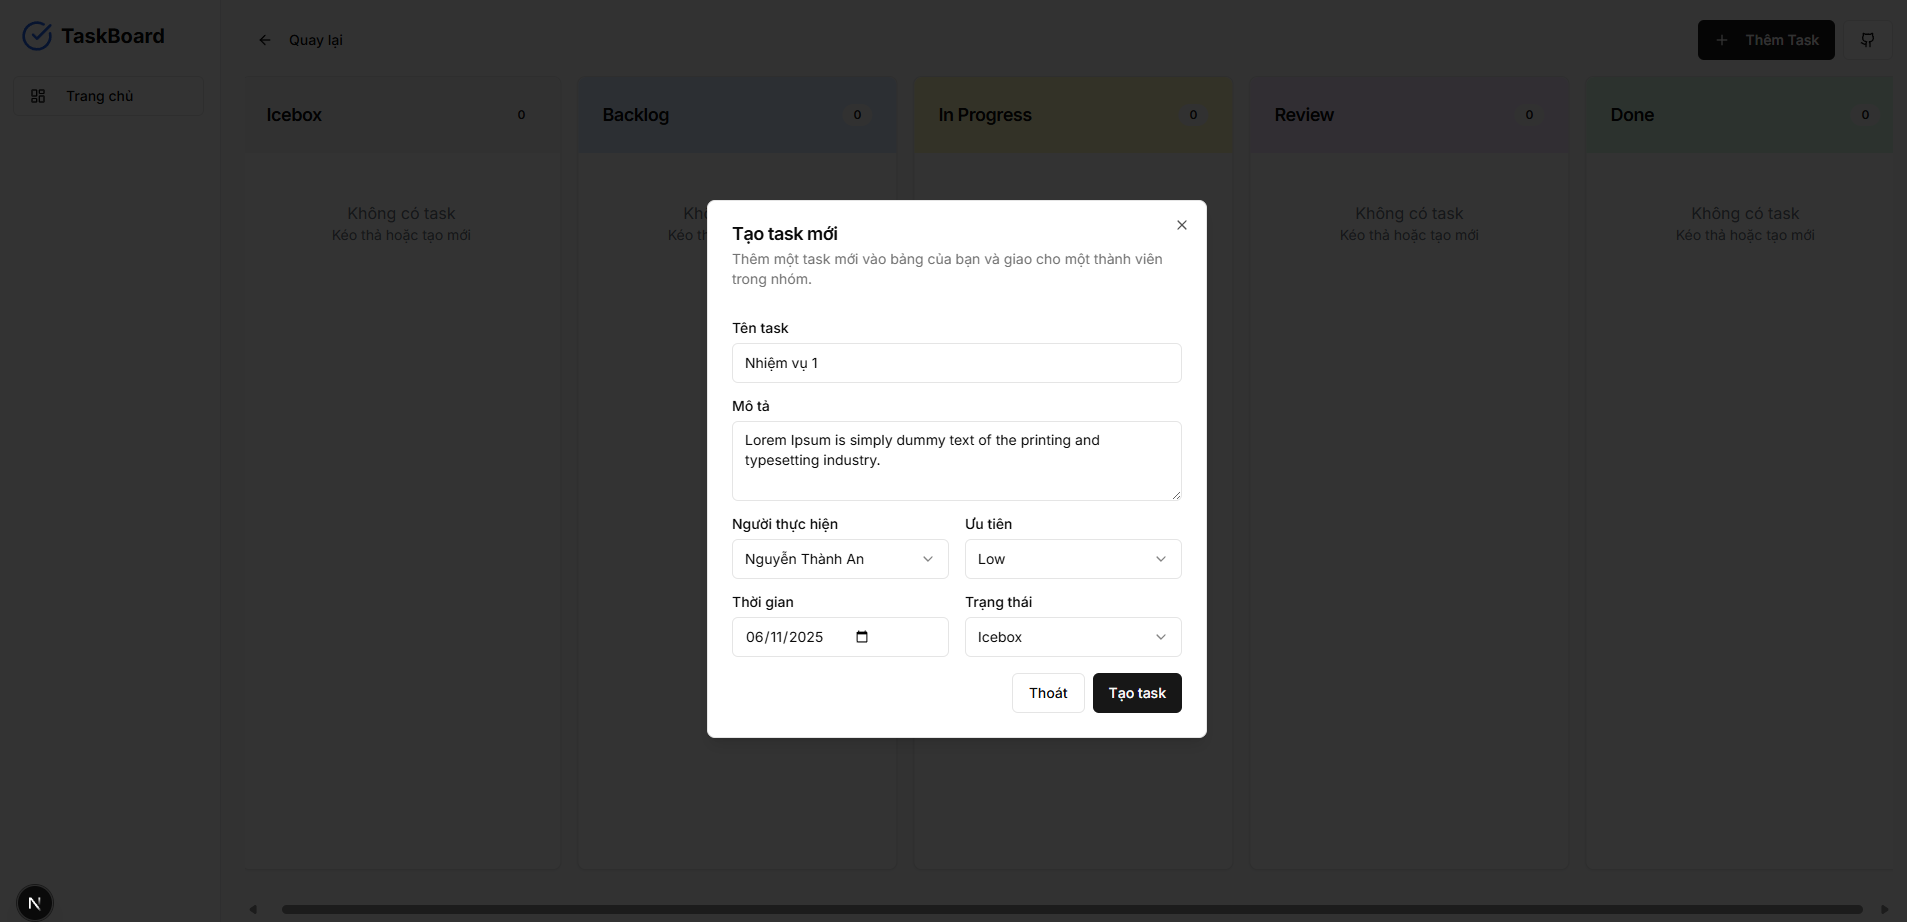 TaskBoard
Trang chủ
Quay lại
Thêm Task
Icebox 0
Backlog 0
In Progress 0
Review 0
Done 0
Không có task
Kéo thả hoặc tạo mới
Không có task
Kéo thả hoặc tạo mới
Không có task
Kéo thả hoặc tạo mới
Tạo task mới
Thêm một task mới vào bảng của bạn và giao cho một thành viên
trong nhóm.
Tên task
Nhiệm vụ 1
Mô tả
Lorem Ipsum is simply dummy text of the printing and
typesetting industry.
Người thực hiện
Ưu tiên
Nguyễn Thành An
Low
Thời gian
Trạng thái
06/11/2025
Icebox
Thoát
Tạo task
N